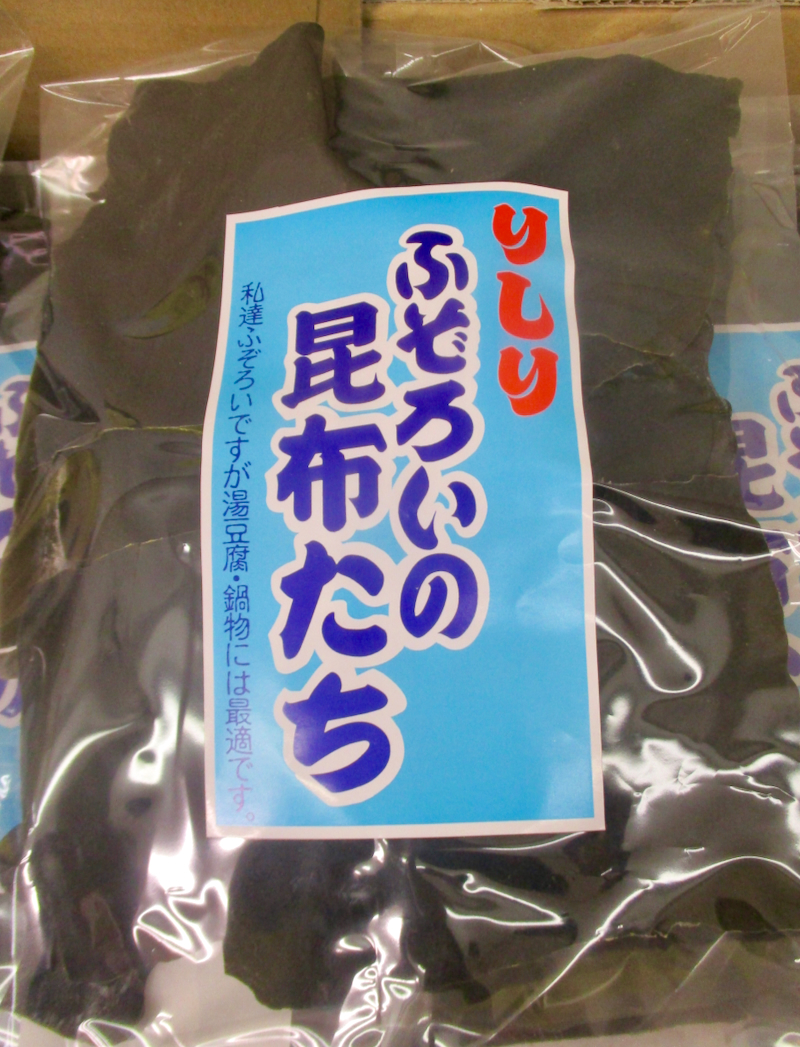 りしり
ふぞろいの
昆布たち
私達ふぞろいですが湯豆腐・鍋物には最適です。